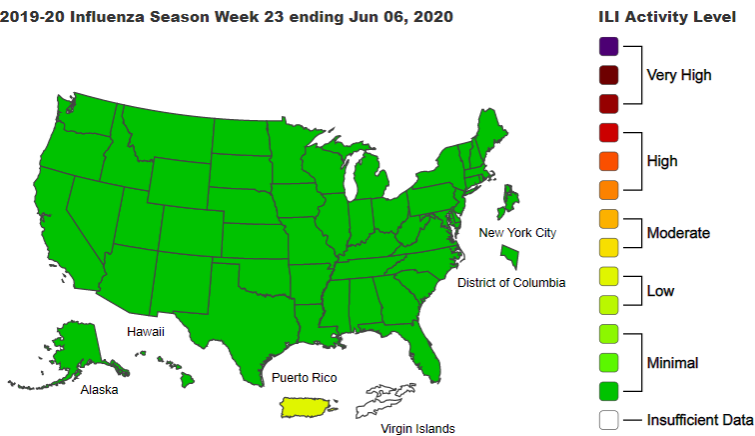 2019-20 Influenza Season Week 23 ending Jun 06, 2020
ILI Activity Level
Very High
High
Moderate
Low
Minimal
Insufficient Data
New York City
District of Columbia
Hawaii
Alaska
Puerto Rico
Virgin Islands